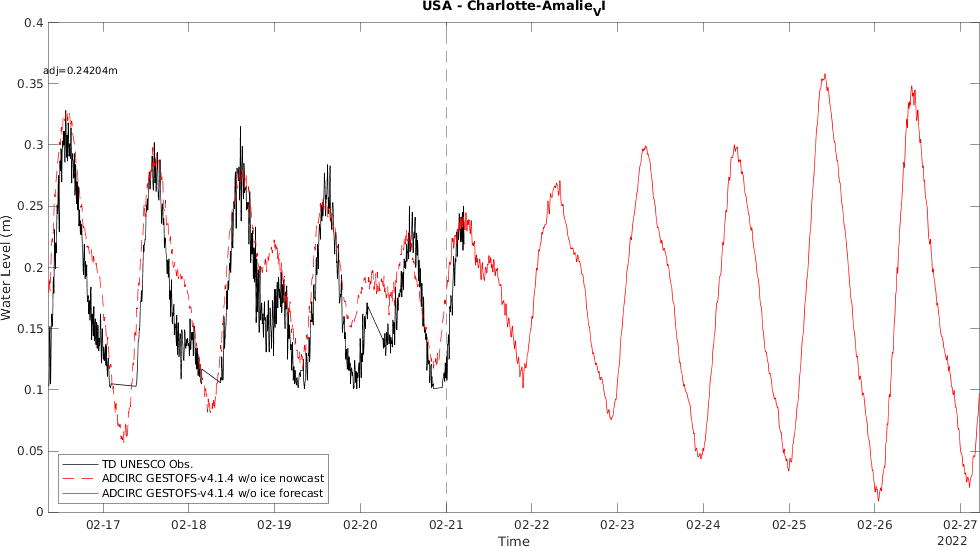 USA - Charlotte-AmalieVI
0.4
adj=0.24204m
0.35
0.3
0.25
0.2
0.15
0.1
0.05
0
Water Level (m)
TD UNESCO Obs.
ADCIRC GESTOFS-v4.1.4 w/o ice nowcast
ADCIRC GESTOFS-v4.1.4 w/o ice forecast
02-17 02-18 02-19 02-20 02-21 02-22 02-23 02-24 02-25 02-26 02-27
Time
2022